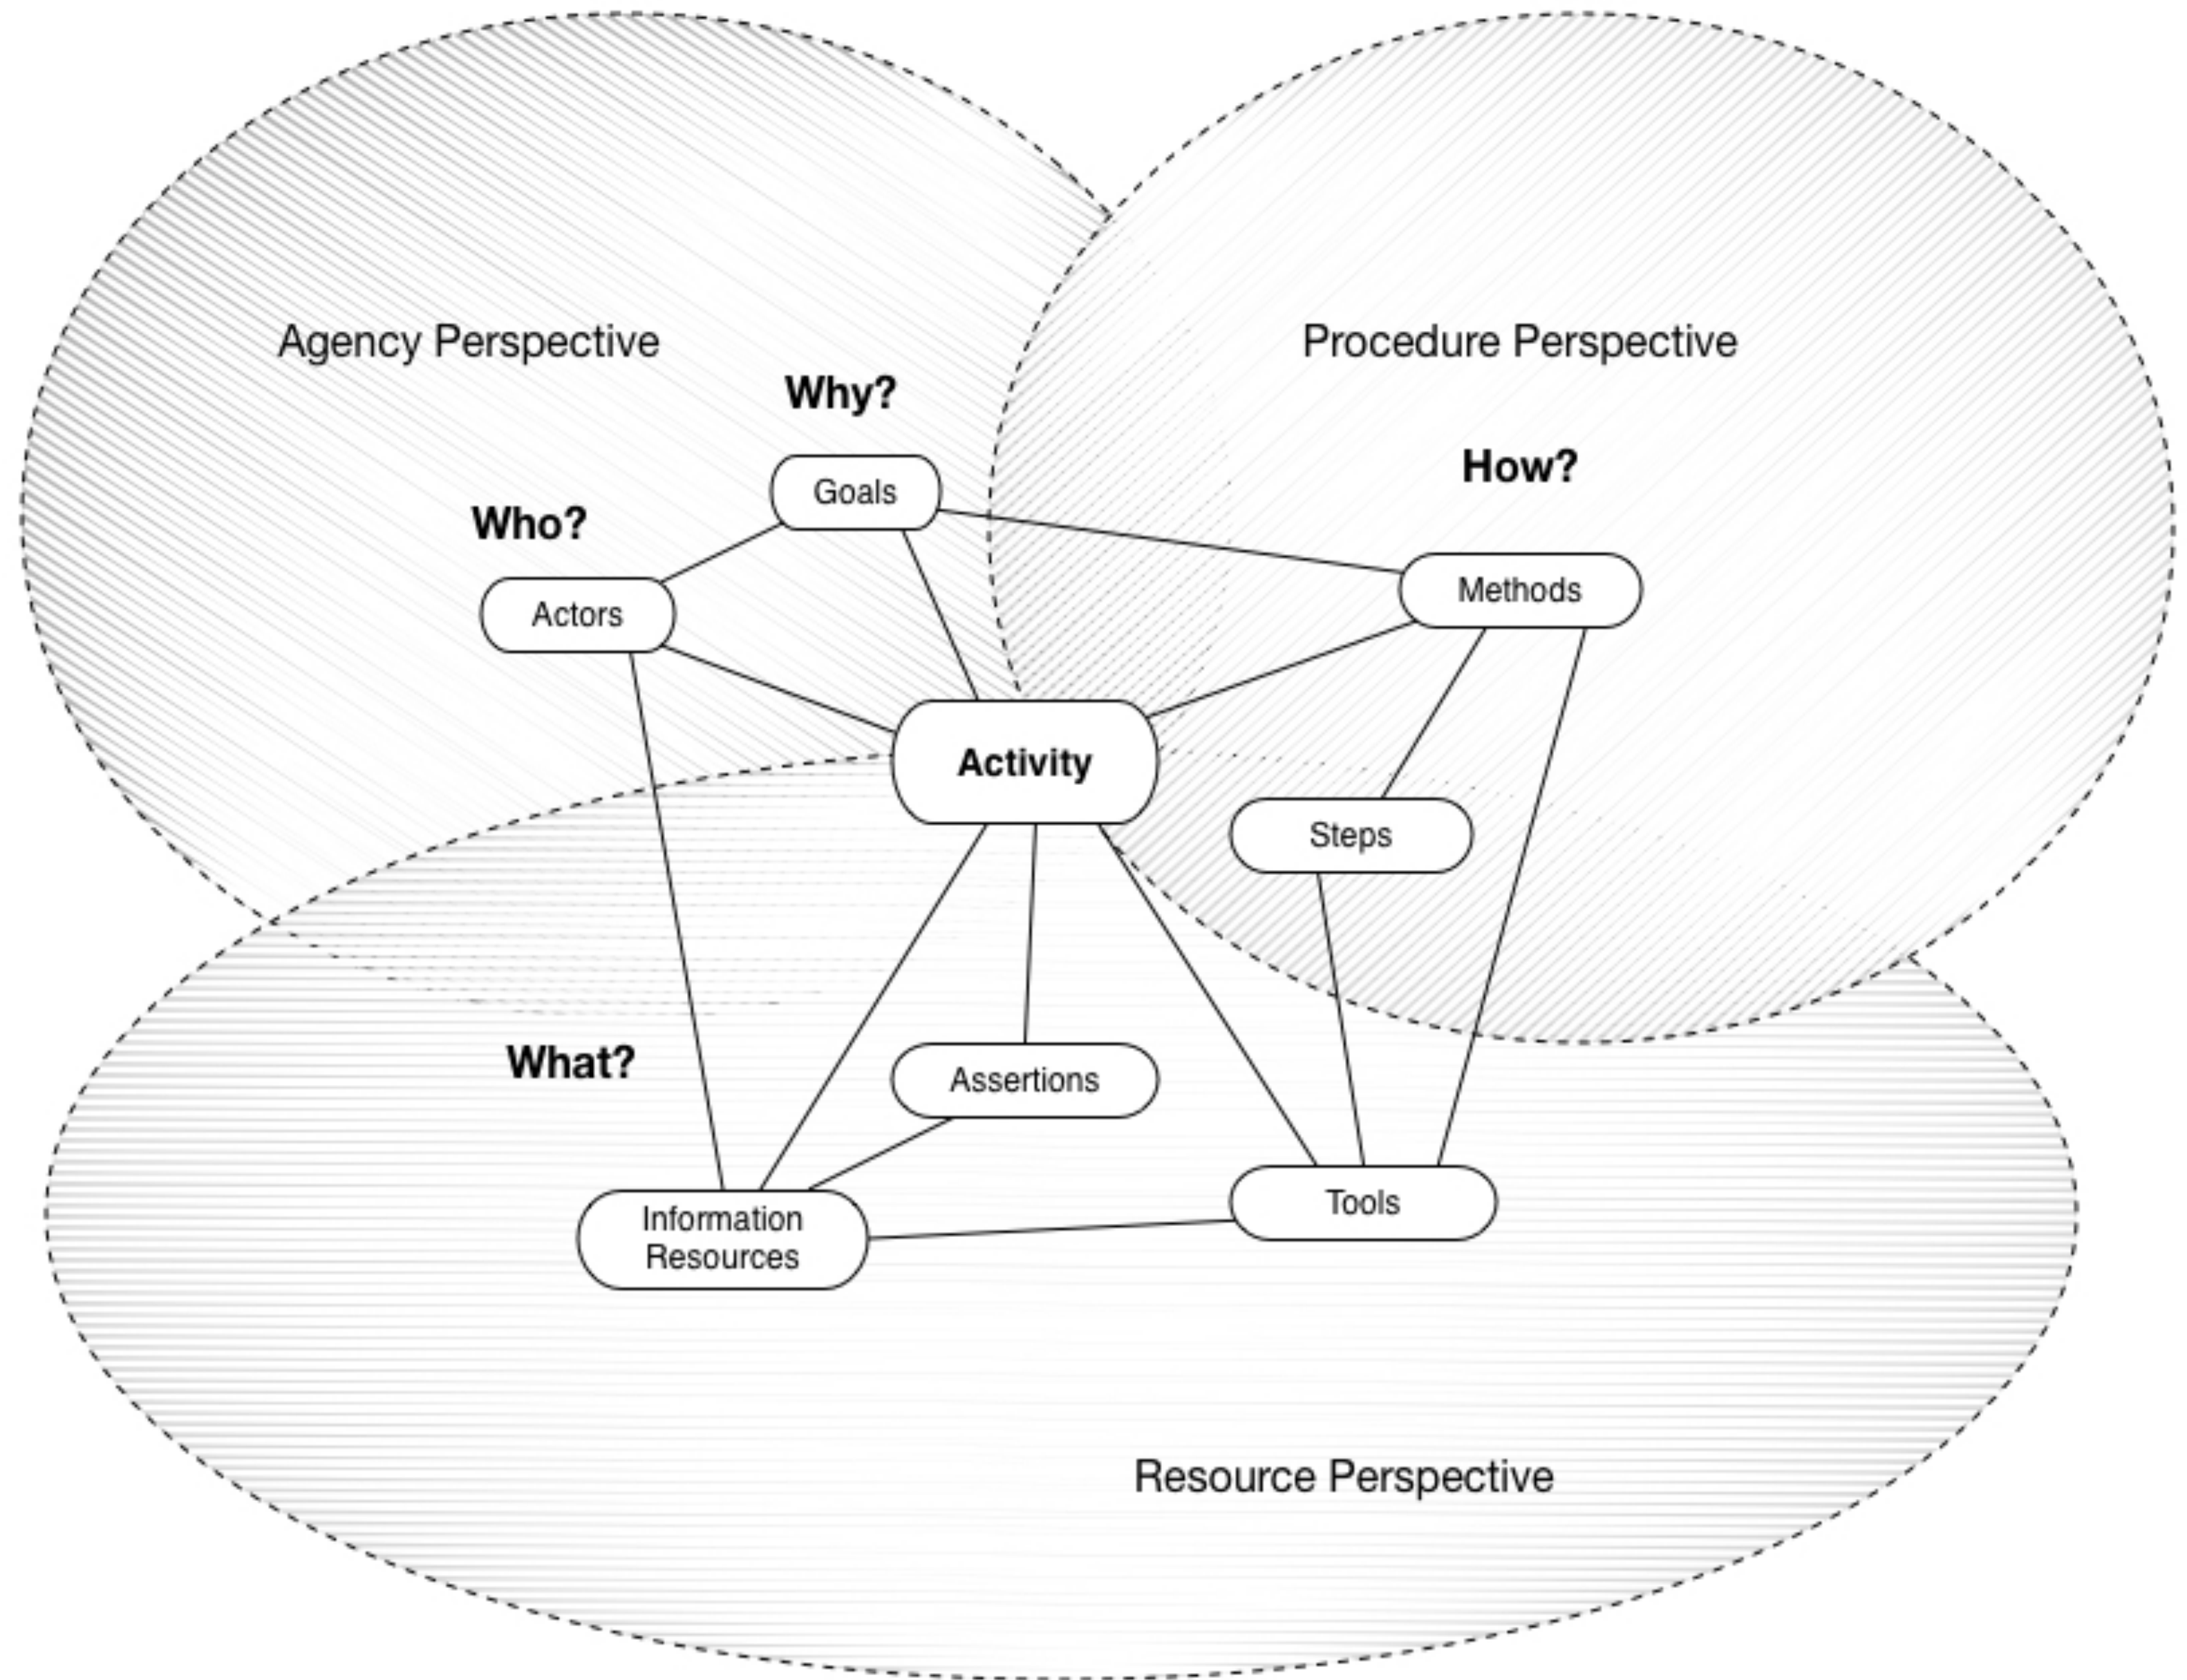 Agency Perspective
Procedure Perspective
Why?
How?
Goals
Who?
Methods
Actors
Activity
Steps
What?
Assertions
Information
Resources
Tools
Resource Perspective